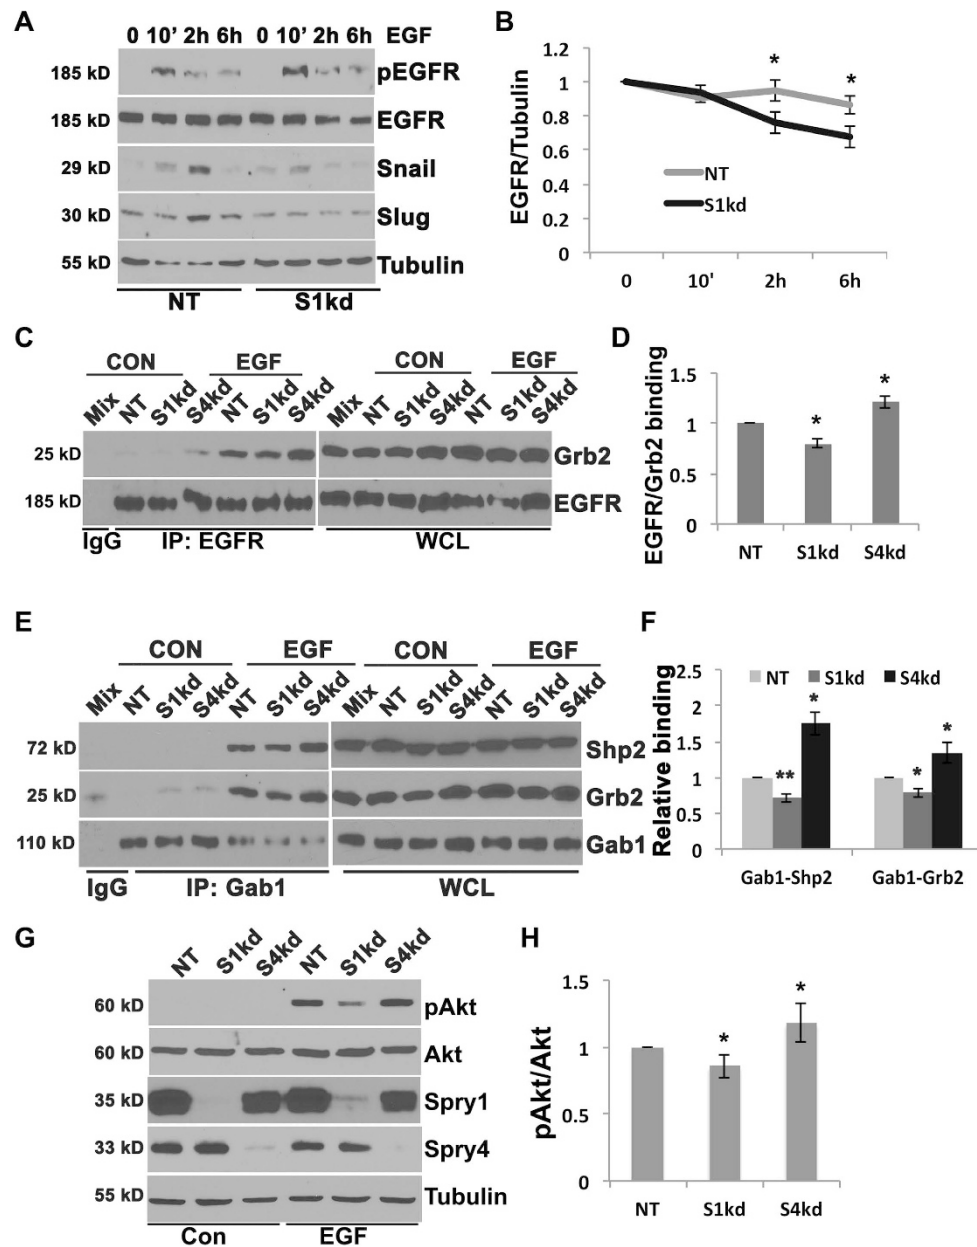 A
0 10' 2h 6h 0 10' 2h 6h EGF
185 kD pEGFR
185 kD EGFR
29 kD Snail
30 kD Slug
55 kD Tubulin
NT S1kd
B
EGFR/Tubulin
1.2
1
0.8
0.6
0.4
0.2
0
* *
NT
S1kd
0 10' 2h 6h
C
CON EGF CON EGF
Mix NT S1kd S4kd NT S1kd S4kd Mix NT S1kd S4kd NT S1kd S4kd
25 kD Grb2
185 kD EGFR
IgG IP: EGFR WCL
D
EGFR/Grb2 binding
1.5
1
0.5
0
* *
NT S1kd S4kd
E
CON EGF CON EGF
Mix NT S1kd S4kd NT S1kd S4kd Mix NT S1kd S4kd NT S1kd S4kd
72 kD Shp2
25 kD Grb2
110 kD Gab1
IgG IP: Gab1 WCL
F
Relative binding
2.5
2
1.5
1
0.5
0
NT S1kd S4kd
** * * *
Gab1-Shp2 Gab1-Grb2
G
NT S1kd S4kd NT S1kd S4kd
60 kD pAkt
60 kD Akt
35 kD Spry1
33 kD Spry4
55 kD Tubulin
Con EGF
H
pAkt/Akt
1.5
1
0.5
0
* *
NT S1kd S4kd